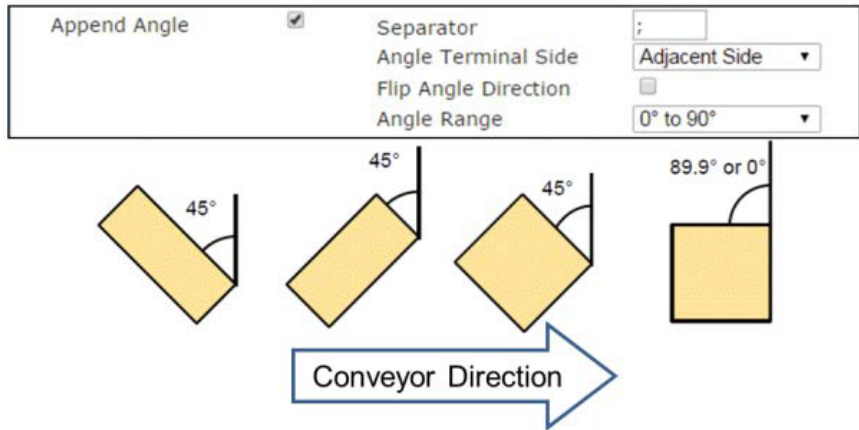 Append Angle
Separator ;
Angle Terminal Side Adjacent Side
Flip Angle Direction
Angle Range 0° to 90°
45°
45°
45°
89.9° or 0°
Conveyor Direction